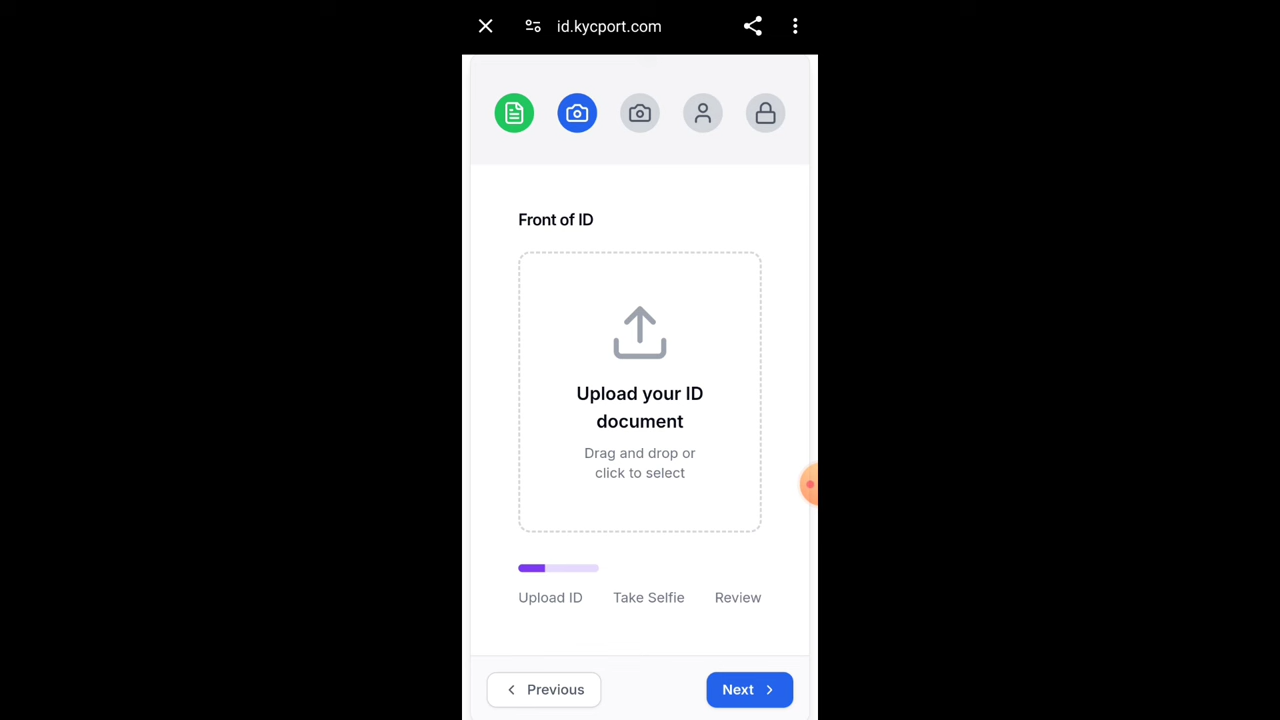 id.kycport.com
Front of ID
Upload your ID
document
Drag and drop or
click to select
Upload ID Take Selfie Review
Previous Next